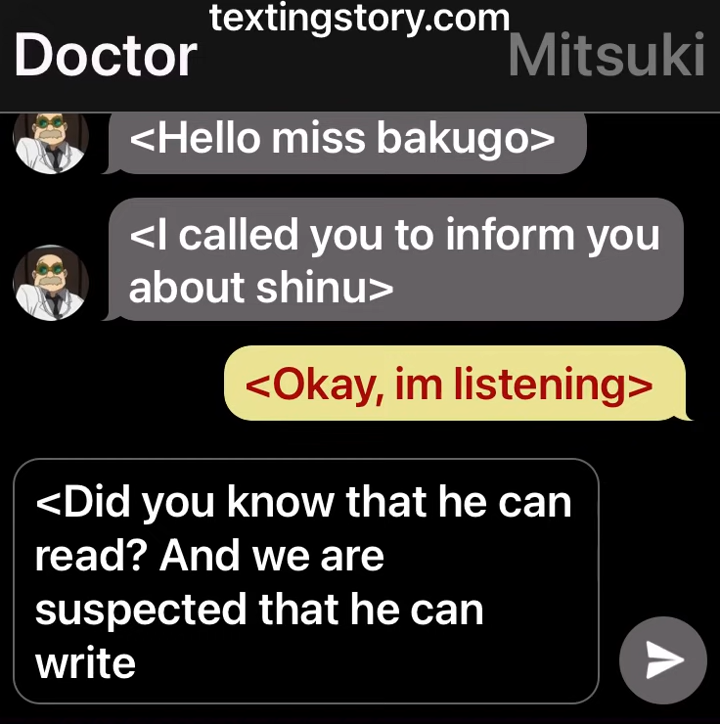 textingstory.com
Doctor
Mitsuki
<Hello miss bakugo>
<I called you to inform you
about shinu>
<Okay, im listening>
<Did you know that he can
read? And we are
suspected that he can
write